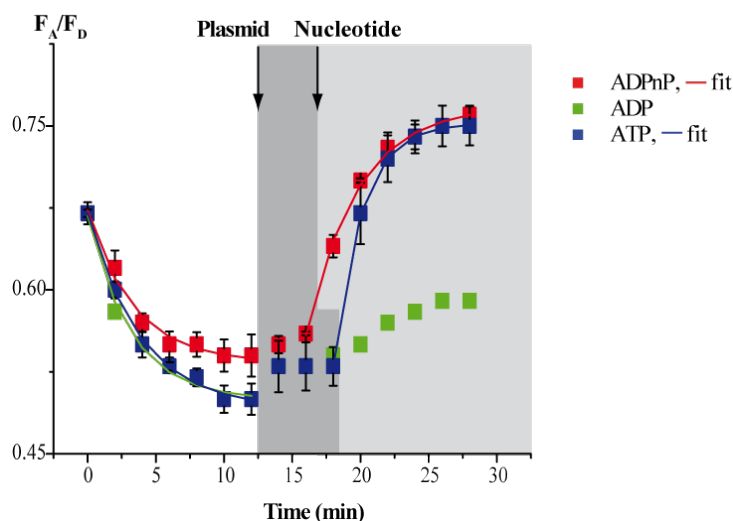 F_A/F_D
Plasmid Nucleotide
ADPnP, — fit
ADP
ATP, — fit
0.75
0.60
0.45
0 5 10 15 20 25 30
Time (min)